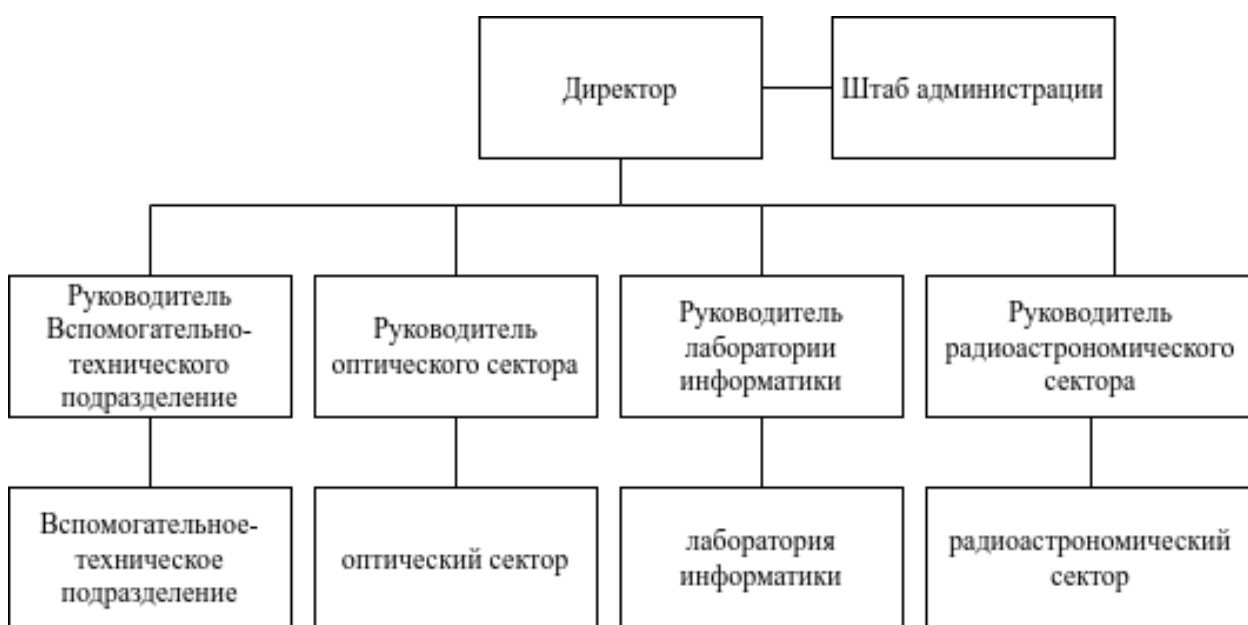 Директор
Штаб администрации
Руководитель
Вспомогательно-
технического
подразделение
Руководитель
оптического сектора
Руководитель
лаборатории
информатики
Руководитель
радиоастрономического
сектора
Вспомогательное-
техническое
подразделение
оптический сектор
лаборатория
информатики
радиоастрономический
сектор